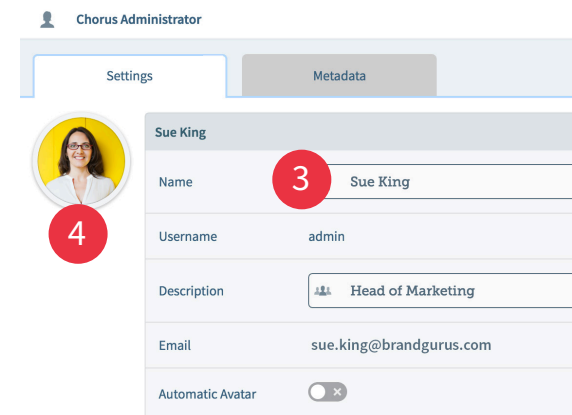 Chorus Administrator
Settings
Metadata
Sue King
Name
3
Sue King
4
Username
admin
Description
Head of Marketing
Email
sue.king@brandgurus.com
Automatic Avatar